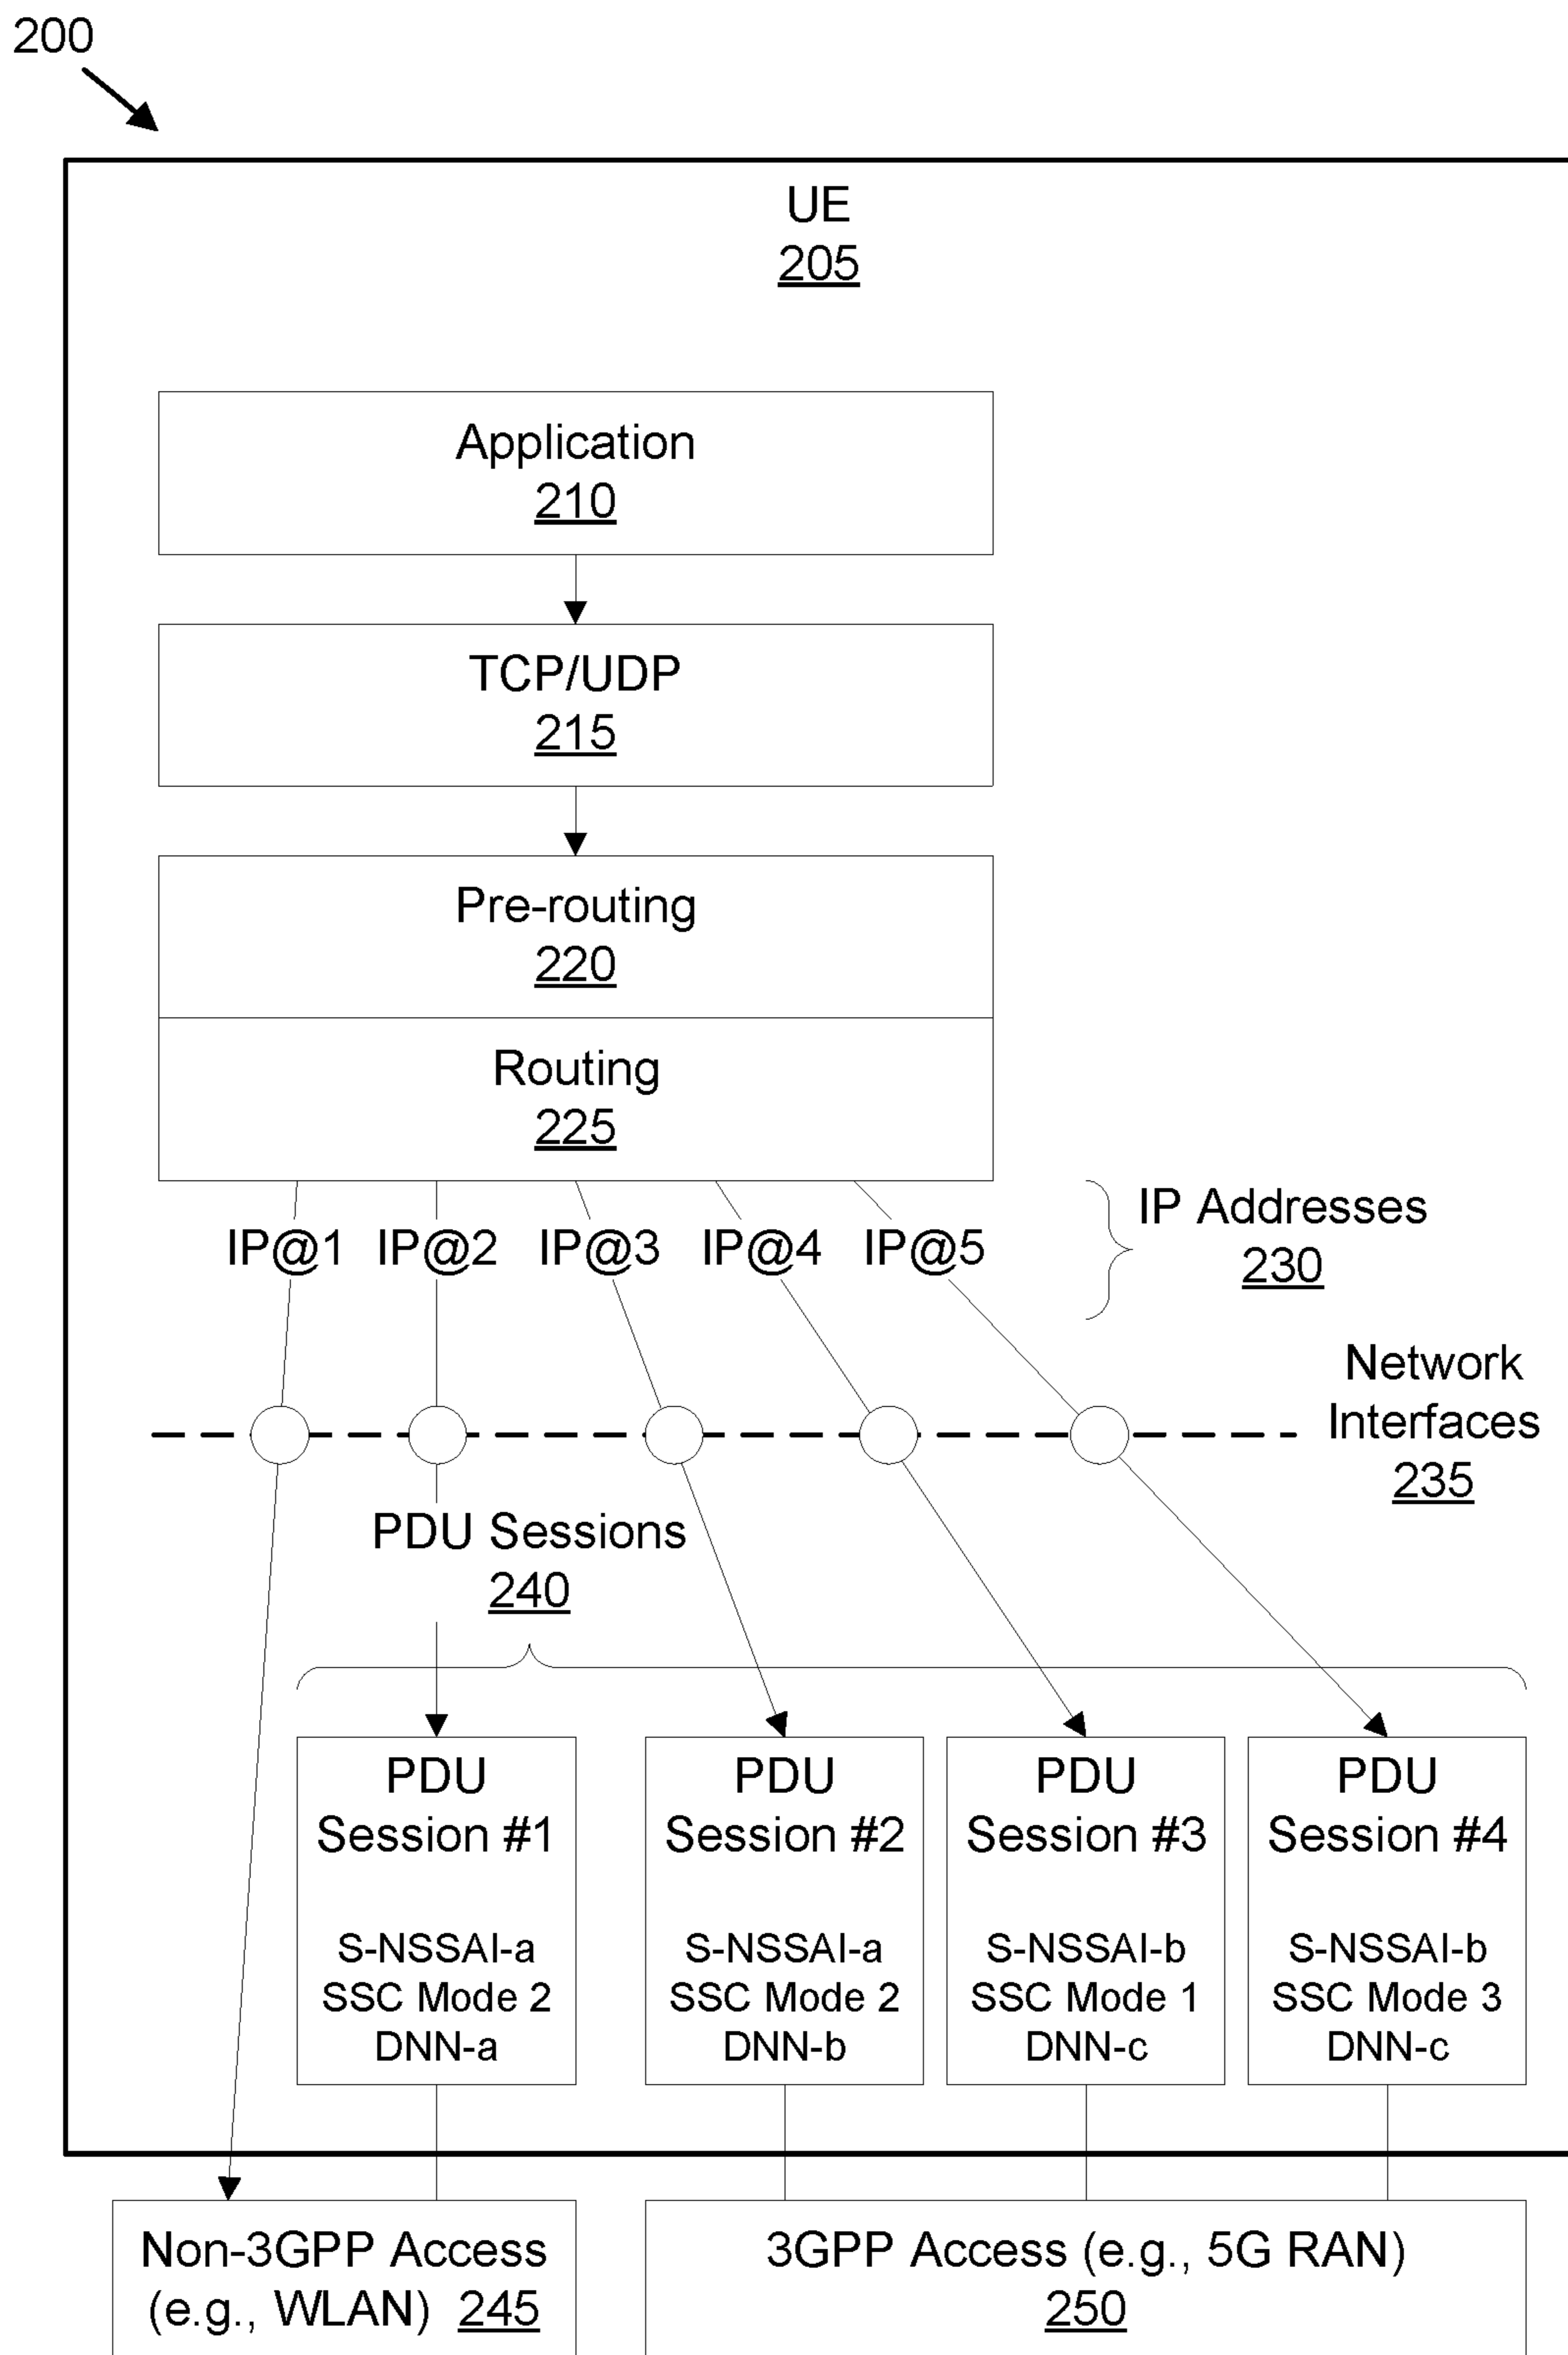 200
UE
205
Application
210
TCP/UDP
215
Pre-routing
220
Routing
225
IP@1 IP@2 IP@3 IP@4 IP@5
IP Addresses
230
Network
Interfaces
235
PDU Sessions
240
PDU
Session #1
S-NSSAI-a
SSC Mode 2
DNN-a
PDU
Session #2
S-NSSAI-a
SSC Mode 2
DNN-b
PDU
Session #3
S-NSSAI-b
SSC Mode 1
DNN-c
PDU
Session #4
S-NSSAI-b
SSC Mode 3
DNN-c
Non-3GPP Access
(e.g., WLAN) 245
3GPP Access (e.g., 5G RAN)
250